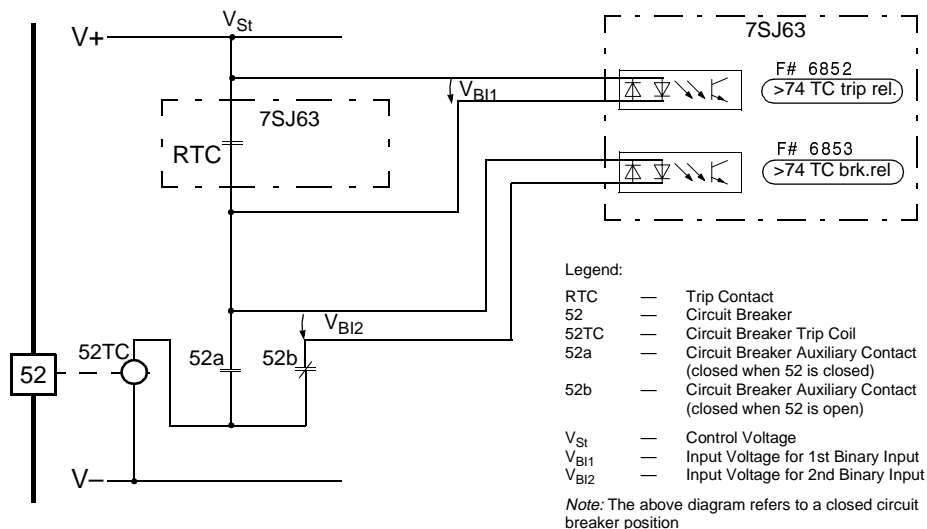 V+
VSt
7SJ63
F# 6852
>74 TC trip rel.
VBI1
7SJ63
RTC
F# 6853
>74 TC brk.rel
VBI2
52TC
52a
52b
52
V–
Legend:
RTC — Trip Contact
52 — Circuit Breaker
52TC — Circuit Breaker Trip Coil
52a — Circuit Breaker Auxiliary Contact
(closed when 52 is closed)
52b — Circuit Breaker Auxiliary Contact
(closed when 52 is open)
VSt — Control Voltage
VBI1 — Input Voltage for 1st Binary Input
VBI2 — Input Voltage for 2nd Binary Input
Note: The above diagram refers to a closed circuit
breaker position